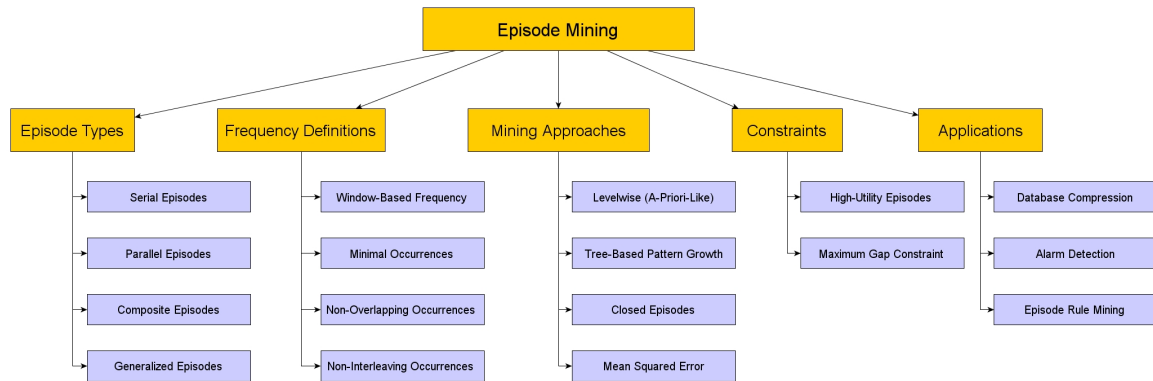 Episode Mining
Episode Types
Frequency Definitions
Mining Approaches
Constraints
Applications
Serial Episodes
Window-Based Frequency
Levelwise (A-Priori-Like)
High-Utility Episodes
Database Compression
Parallel Episodes
Minimal Occurrences
Tree-Based Pattern Growth
Maximum Gap Constraint
Alarm Detection
Composite Episodes
Non-Overlapping Occurrences
Closed Episodes
Episode Rule Mining
Generalized Episodes
Non-Interleaving Occurrences
Mean Squared Error